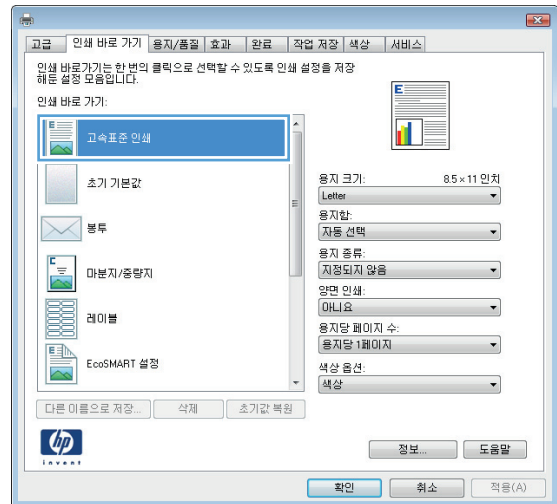 고급 인쇄 바로 가기 용지/품질 효과 완료 작업 저장 색상 서비스
인쇄 바로가기는 한 번의 클릭으로 선택할 수 있도록 인쇄 설정을 저장
해둔 설정 모음입니다.
인쇄 바로 가기:
고속표준 인쇄
초기 기본값
봉투
마분지/중량지
레이블
EcoSMART 설정
다른 이름으로 저장... 삭제 초기값 복원
E
용지 크기: 8.5 × 11 인치
Letter
용지함:
자동 선택
용지 종류:
지정되지 않음
양면 인쇄:
아니요
용지당 페이지 수:
용지당 1페이지
색상 옵션:
색상
hp
invent
정보... 도움말
확인 취소 적용(A)